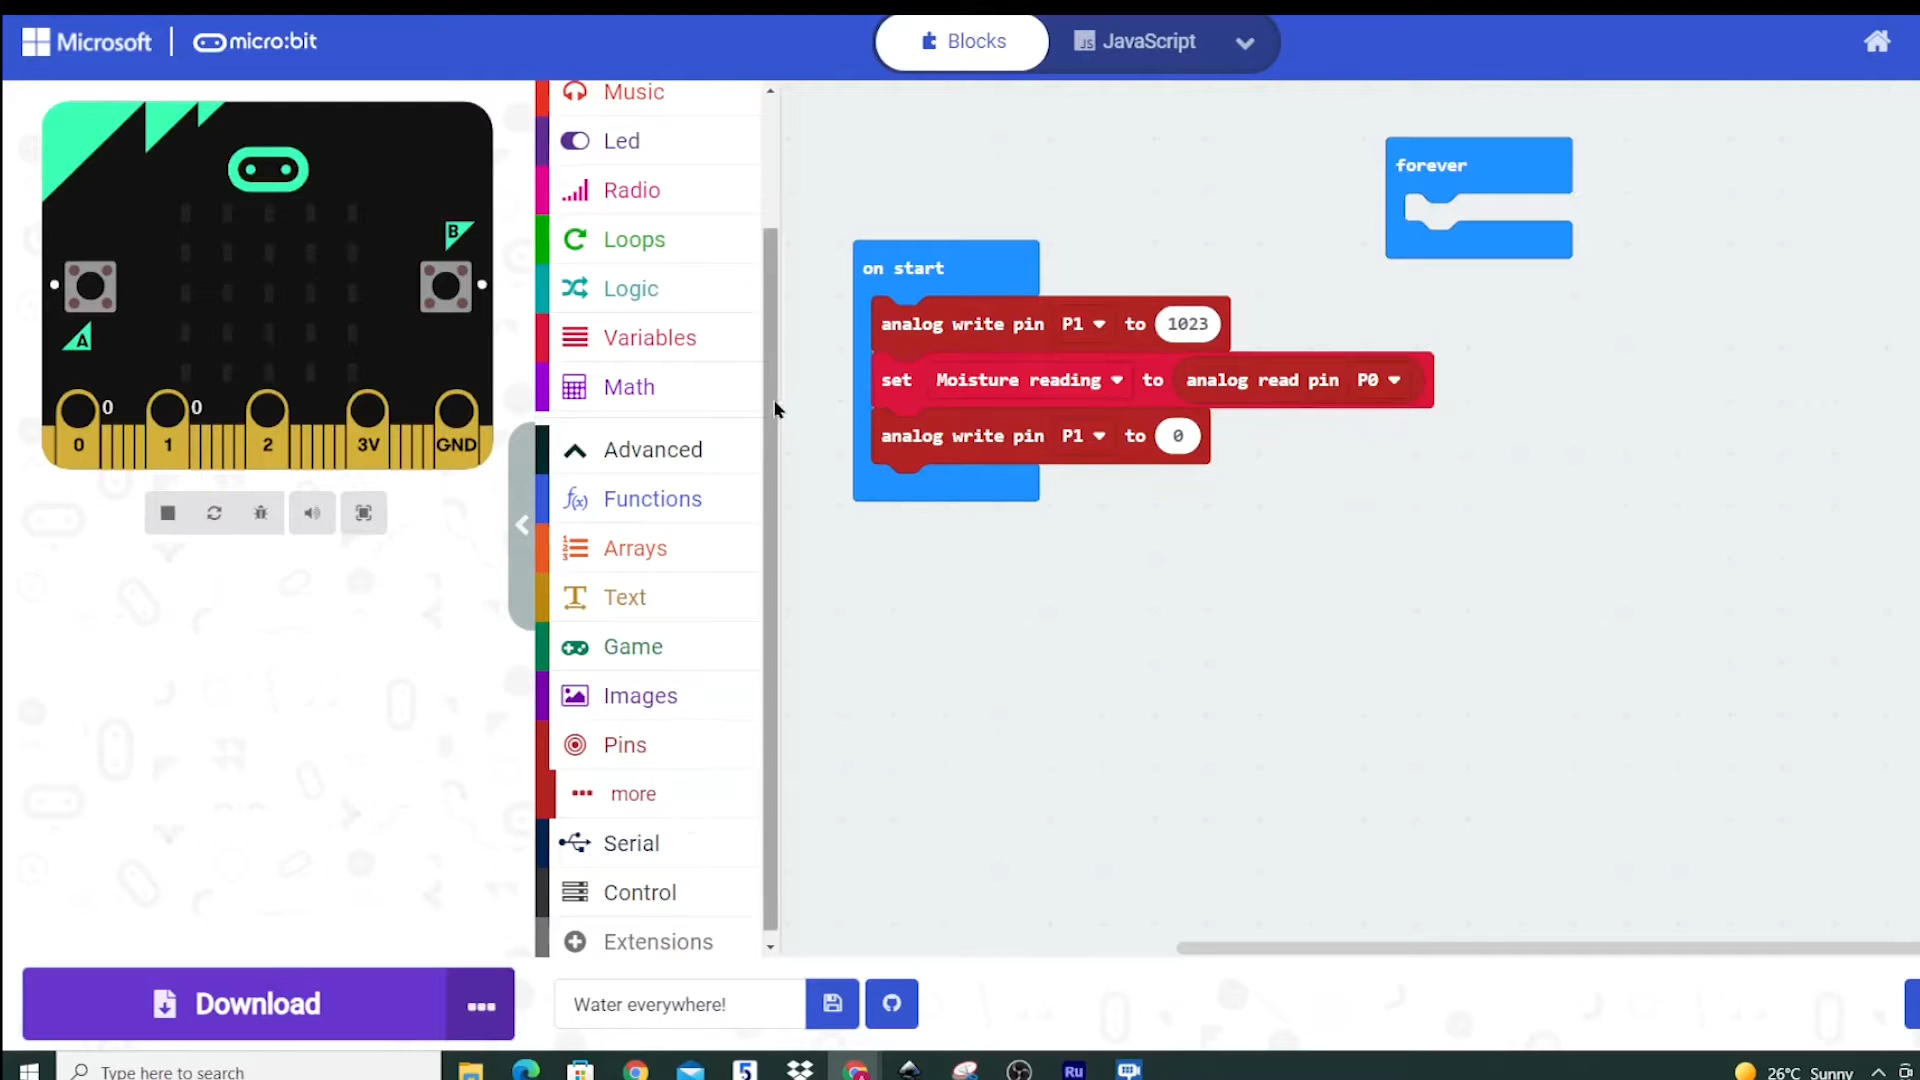 Microsoft | micro:bit
Blocks
JS JavaScript
B
A
0
0
0
1
2
3V
GND
Music
Led
Radio
Loops
Logic
Variables
Math
Advanced
f(x) Functions
Arrays
Text
Game
Images
Pins
more
Serial
Control
Extensions
forever
on start
analog write pin P1 to 1023
set Moisture reading to analog read pin P0
analog write pin P1 to 0
Download
Water everywhere!
Type here to search
5
Ru
26°C Sunny